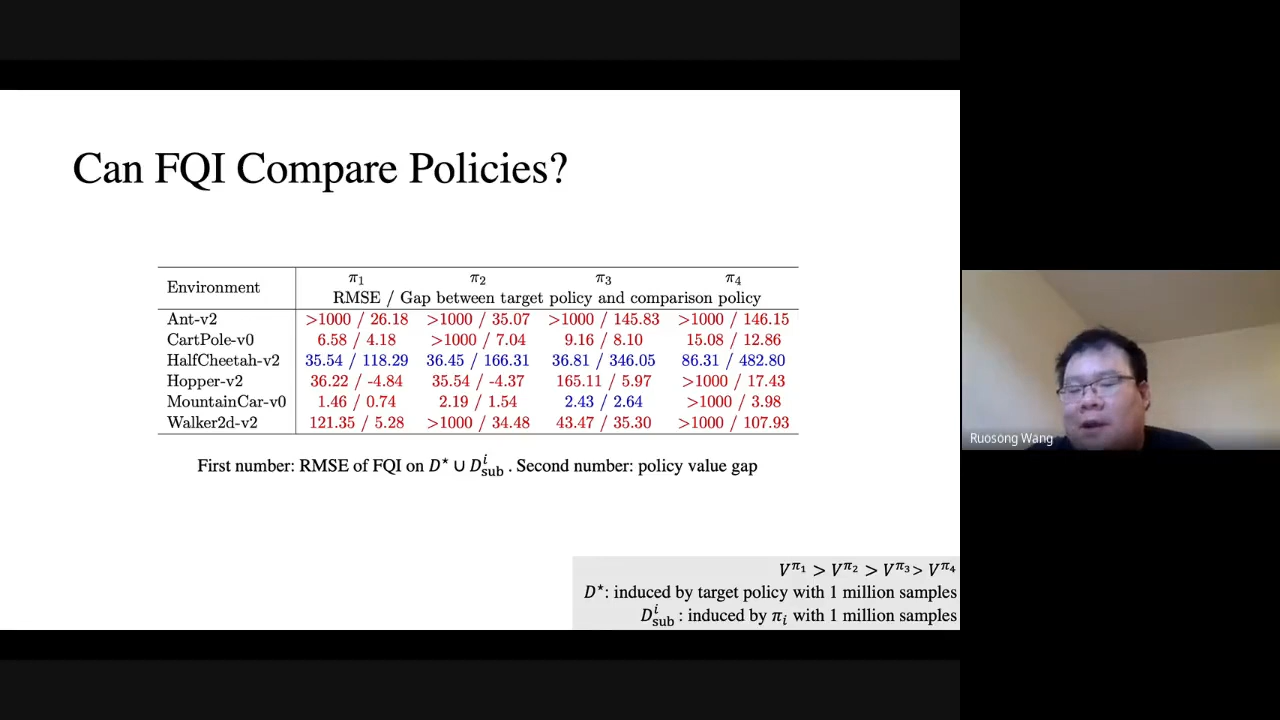 Can FQI Compare Policies?
Environment π1 π2 π3 π4
RMSE / Gap between target policy and comparison policy
Ant-v2 >1000 / 26.18 >1000 / 35.07 >1000 / 145.83 >1000 / 146.15
CartPole-v0 6.58 / 4.18 >1000 / 7.04 9.16 / 8.10 15.08 / 12.86
HalfCheetah-v2 35.54 / 118.29 36.45 / 166.31 36.81 / 346.05 86.31 / 482.80
Hopper-v2 36.22 / -4.84 35.54 / -4.37 165.11 / 5.97 >1000 / 17.43
MountainCar-v0 1.46 / 0.74 2.19 / 1.54 2.43 / 2.64 >1000 / 3.98
Walker2d-v2 121.35 / 5.28 >1000 / 34.48 43.47 / 35.30 >1000 / 107.93
First number: RMSE of FQI on D* ∪ D^i_sub . Second number: policy value gap
V^π1 > V^π2 > V^π3 > V^π4
D*: induced by target policy with 1 million samples
D^i_sub : induced by πi with 1 million samples
Ruosong Wang